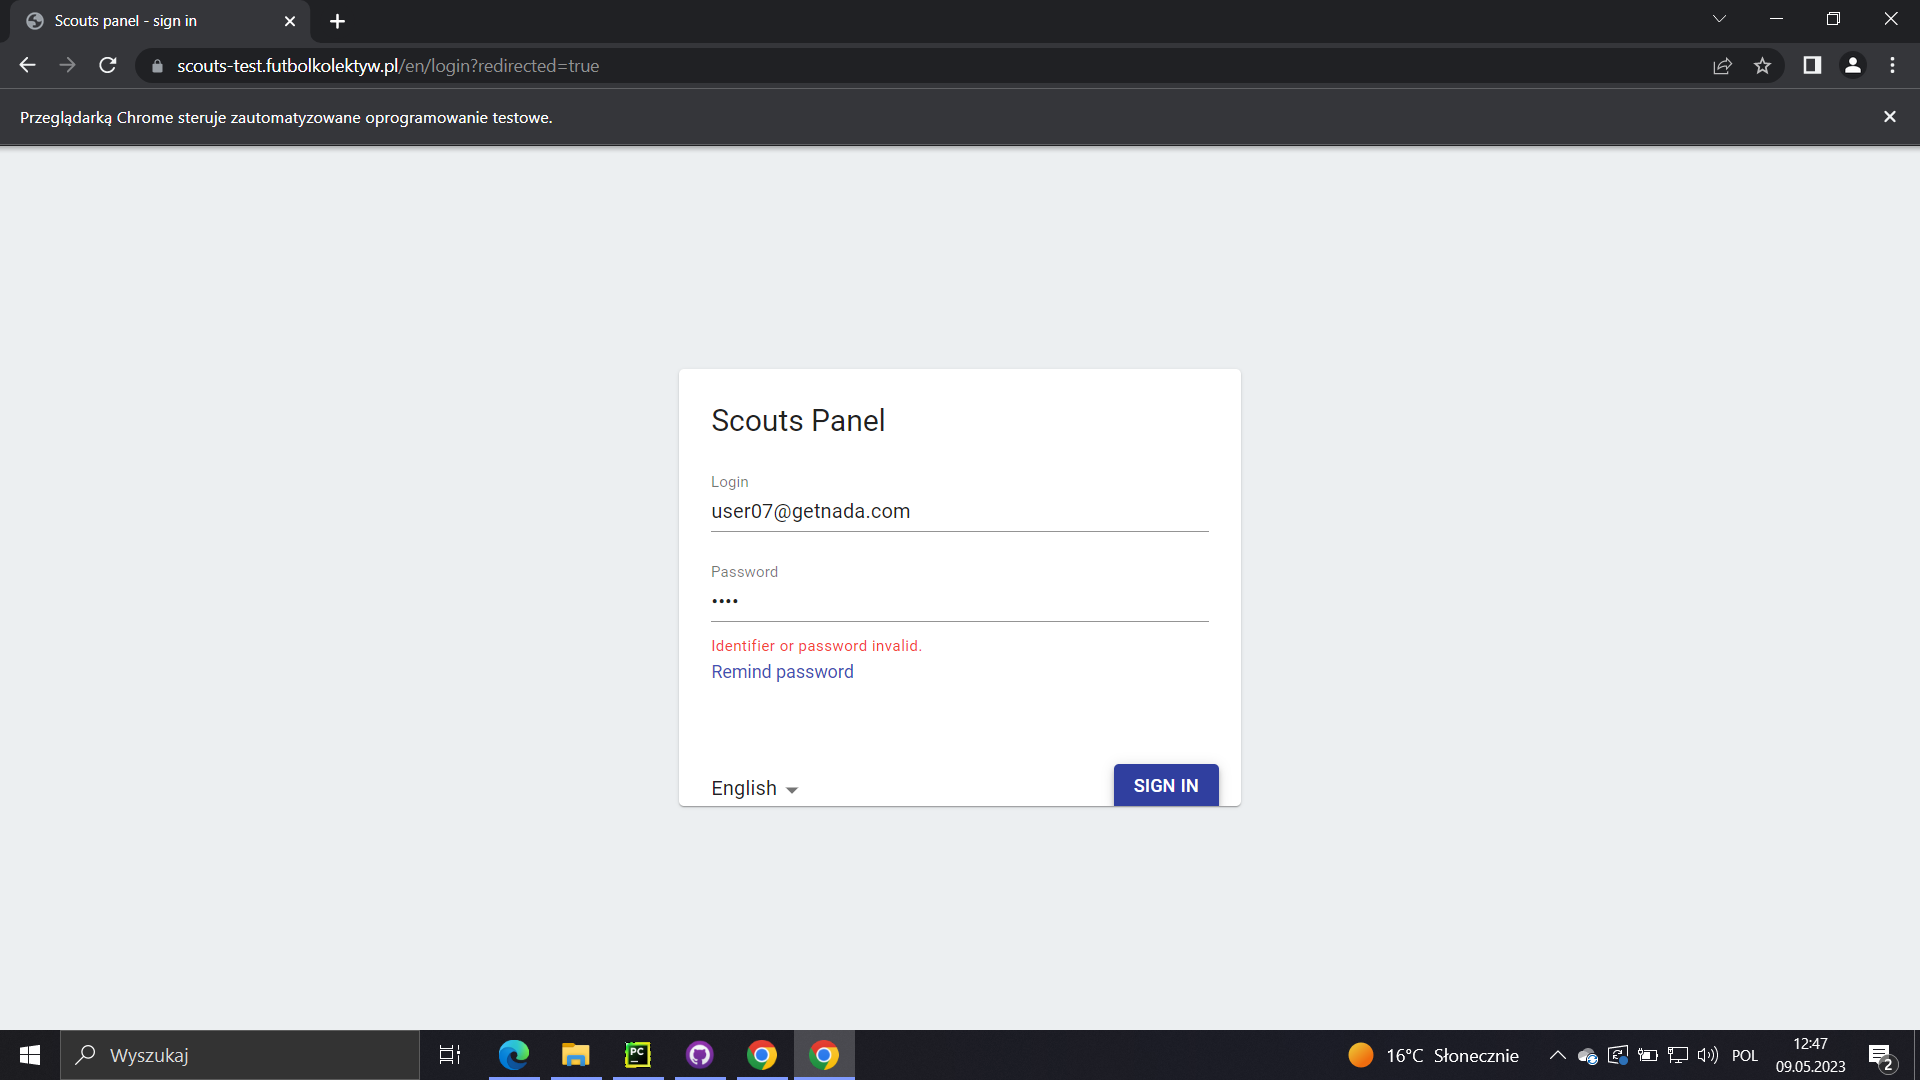 Scouts panel - sign in
scouts-test.futbolkolektyw.pl/en/login?redirected=true
Przeglądarką Chrome steruje zautomatyzowane oprogramowanie testowe.
Scouts Panel
Login
user07@getnada.com
Password
••••
Identifier or password invalid.
Remind password
English
SIGN IN
Wyszukaj
PC
16°C Słonecznie
POL
12:47
09.05.2023
2